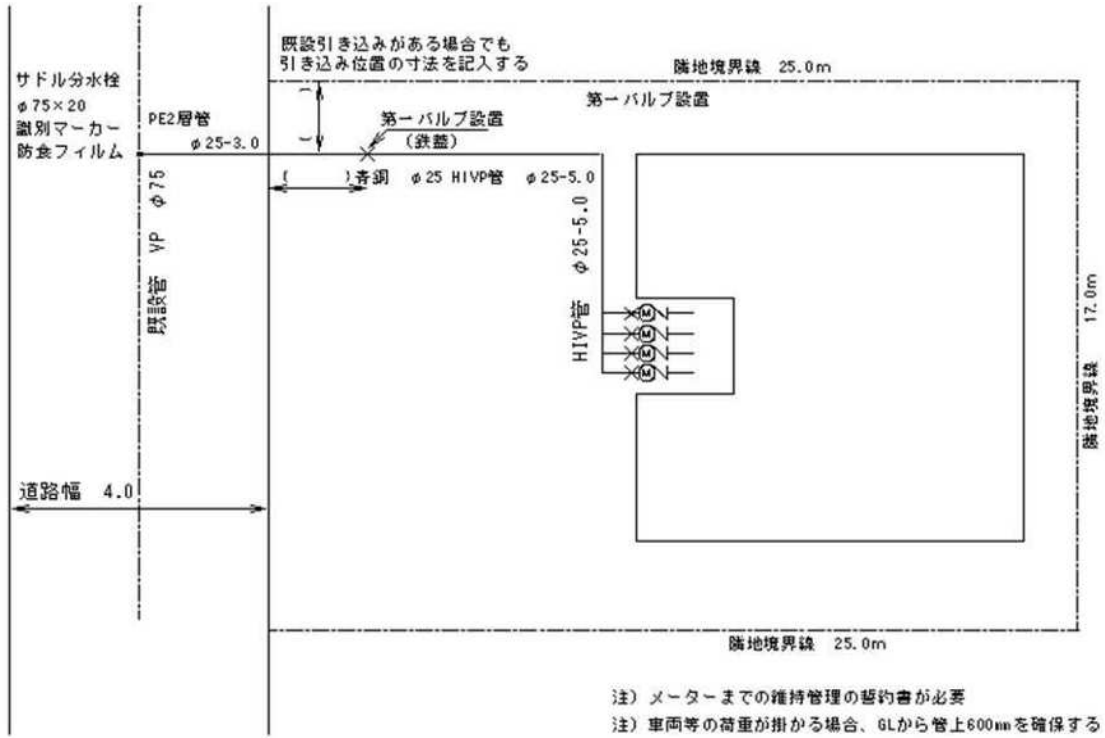 既設引き込みがある場合でも
引き込み位置の寸法を記入する
隣地境界線 25.0m
サドル分水栓
φ75×20
識別マーカー
防食フィルム
PE2層管
φ25-3.0
第一バルブ設置
第一バルブ設置
(鉄蓋)
( )
( )青銅 φ25 HIVP管 φ25-5.0
既設管 VP φ75
HIVP管 φ25-5.0
M
M
M
M
隣地境界線 17.0m
道路幅 4.0
隣地境界線 25.0m
注) メーターまでの維持管理の誓約書が必要
注) 車両等の荷重が掛かる場合、GLから管上600mmを確保する